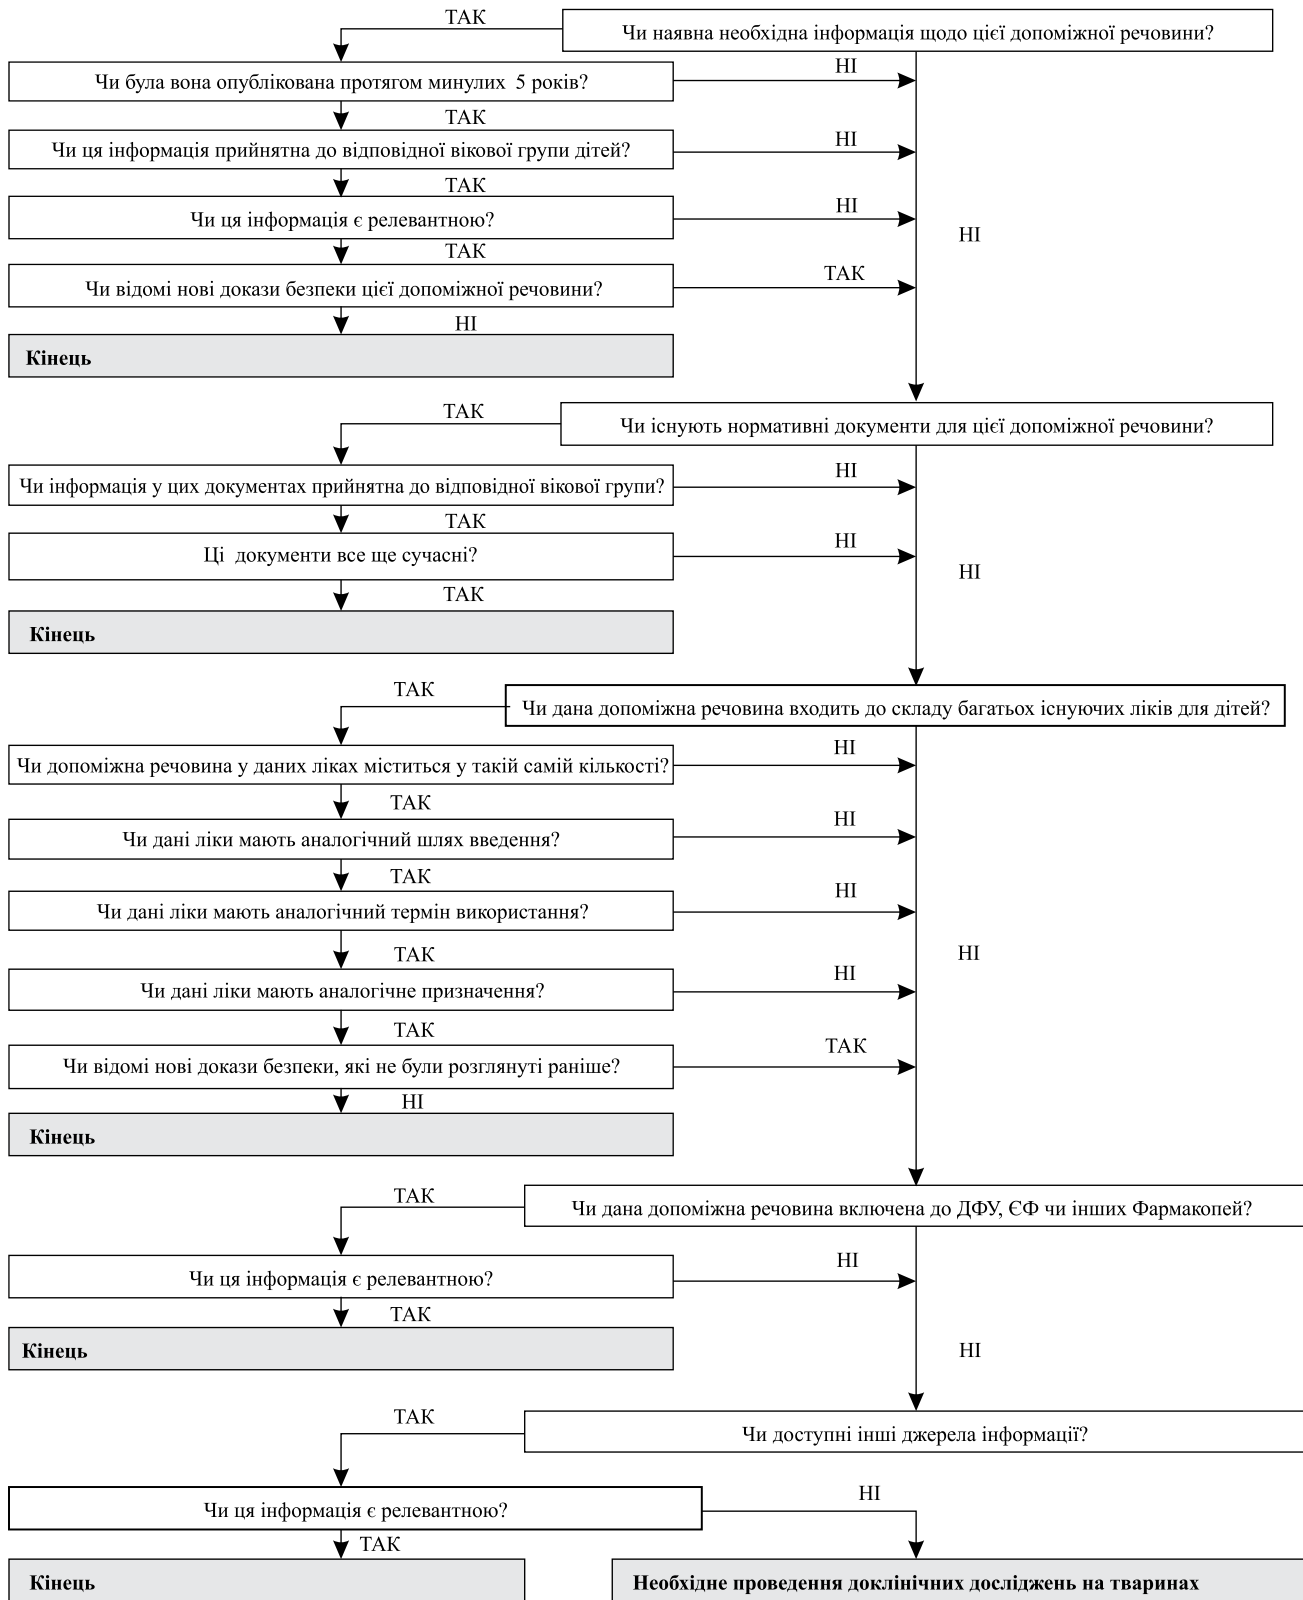 ТАК
Чи наявна необхідна інформація щодо цієї допоміжної речовини?
Чи була вона опублікована протягом минулих 5 років?
НІ
ТАК
Чи ця інформація прийнятна до відповідної вікової групи дітей?
НІ
ТАК
Чи ця інформація є релевантною?
НІ
НІ
ТАК
Чи відомі нові докази безпеки цієї допоміжної речовини?
ТАК
НІ
Кінець
ТАК
Чи існують нормативні документи для цієї допоміжної речовини?
Чи інформація у цих документах прийнятна до відповідної вікової групи?
НІ
ТАК
Ці документи все ще сучасні?
НІ
НІ
ТАК
Кінець
ТАК
Чи дана допоміжна речовина входить до складу багатьох існуючих ліків для дітей?
Чи допоміжна речовина у даних ліках міститься у такій самій кількості?
НІ
ТАК
Чи дані ліки мають аналогічний шлях введення?
НІ
ТАК
Чи дані ліки мають аналогічний термін використання?
НІ
НІ
ТАК
Чи дані ліки мають аналогічне призначення?
НІ
ТАК
Чи відомі нові докази безпеки, які не були розглянуті раніше?
ТАК
НІ
Кінець
ТАК
Чи дана допоміжна речовина включена до ДФУ, ЄФ чи інших Фармакопей?
Чи ця інформація є релевантною?
НІ
ТАК
Кінець
НІ
ТАК
Чи доступні інші джерела інформації?
Чи ця інформація є релевантною?
НІ
ТАК
Кінець
Необхідне проведення доклінічних досліджень на тваринах